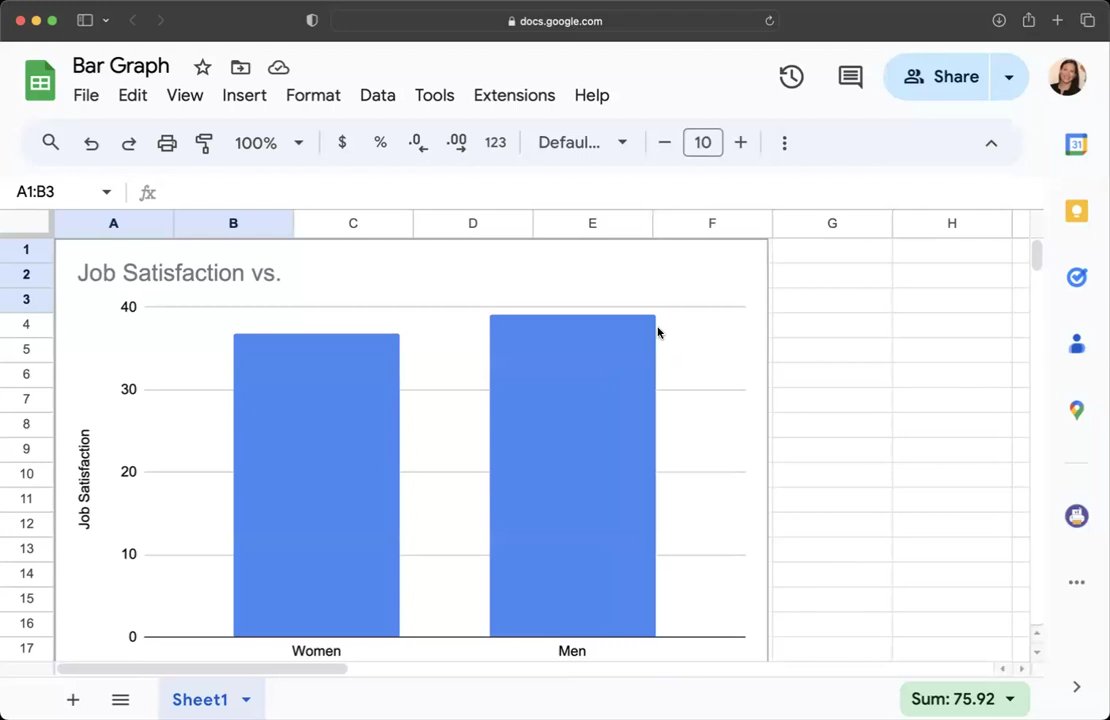 docs.google.com
Bar Graph
File Edit View Insert Format Data Tools Extensions Help
Share
31
100% $ % .0 .00 123 Defaul... 10
A1:B3 fx
A B C D E F G H
1
2
3
4
5
6
7
8
9
10
11
12
13
14
15
16
17
Job Satisfaction vs.
40
30
20
10
0
Job Satisfaction
Women Men
Sheet1
Sum: 75.92